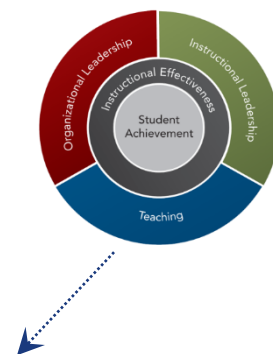 Organizational Leadership
Instructional Leadership
Instructional Effectiveness
Student
Achievement
Teaching